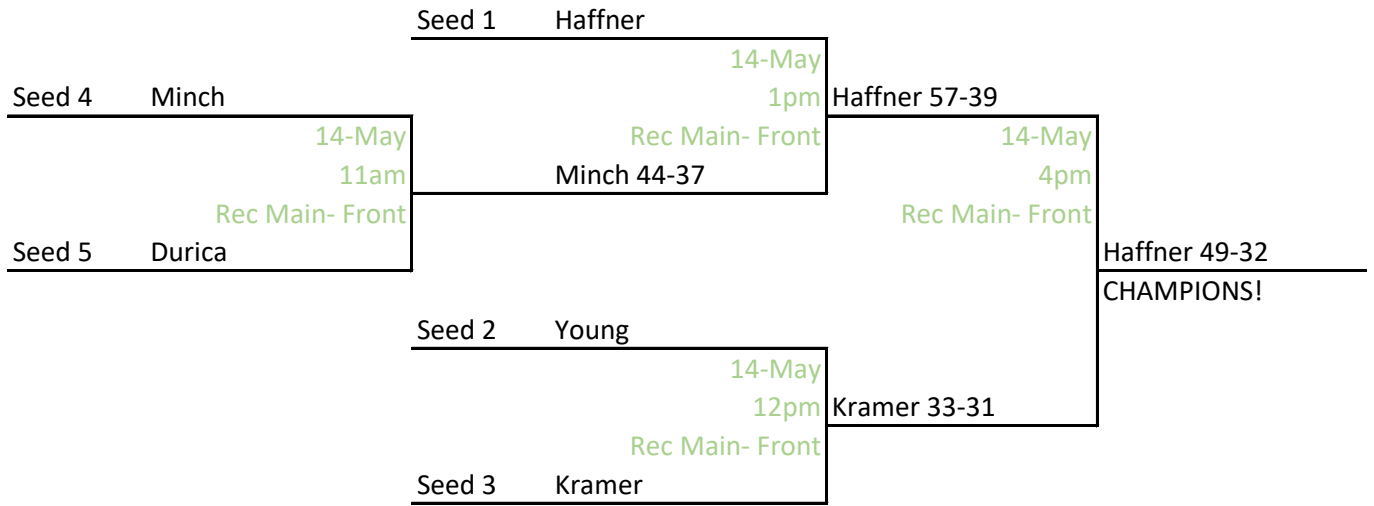 Seed 1 Haffner
14-May
Seed 4 Minch 1pm Haffner 57-39
14-May Rec Main- Front 14-May
11am Minch 44-37 4pm
Rec Main- Front Rec Main- Front
Seed 5 Durica Haffner 49-32
CHAMPIONS!
Seed 2 Young
14-May
12pm Kramer 33-31
Rec Main- Front
Seed 3 Kramer